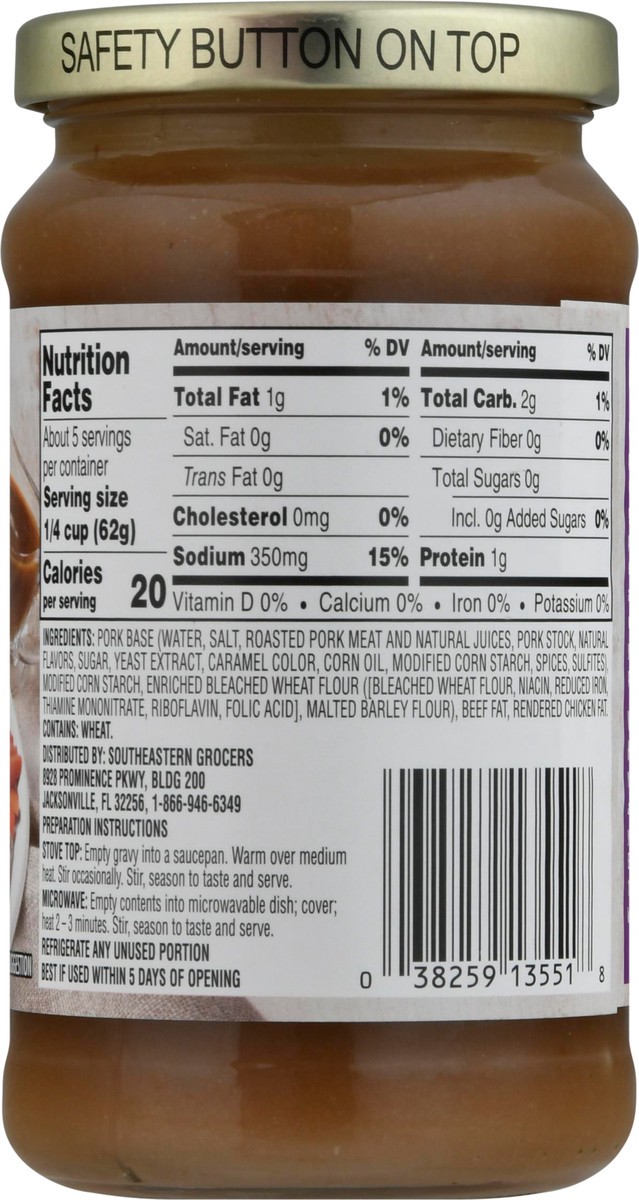 SAFETY BUTTON ON TOP
Nutrition
Facts
About 5 servings
per container
Serving size
1/4 cup (62g)
Calories
per serving 20
Amount/serving % DV
Total Fat 1g 1%
Sat. Fat 0g 0%
Trans Fat 0g
Cholesterol 0mg 0%
Sodium 350mg 15%
Amount/serving % DV
Total Carb. 2g 1%
Dietary Fiber 0g 0%
Total Sugars 0g
Incl. 0g Added Sugars 0%
Protein 1g
Vitamin D 0% • Calcium 0% • Iron 0% • Potassium 0%
INGREDIENTS: PORK BASE (WATER, SALT, ROASTED PORK MEAT AND NATURAL JUICES, PORK STOCK, NATURAL
FLAVORS, SUGAR, YEAST EXTRACT, CARAMEL COLOR, CORN OIL, MODIFIED CORN STARCH, SPICES, SULFITES),
MODIFIED CORN STARCH, ENRICHED BLEACHED WHEAT FLOUR ([BLEACHED WHEAT FLOUR, NIACIN, REDUCED IRON,
THIAMINE MONONITRATE, RIBOFLAVIN, FOLIC ACID], MALTED BARLEY FLOUR), BEEF FAT, RENDERED CHICKEN FAT.
CONTAINS: WHEAT.
DISTRIBUTED BY: SOUTHEASTERN GROCERS
8928 PROMINENCE PKWY, BLDG 200
JACKSONVILLE, FL 32256, 1-866-946-6349
PREPARATION INSTRUCTIONS
STOVE TOP: Empty gravy into a saucepan. Warm over medium
heat. Stir occasionally. Stir, season to taste and serve.
MICROWAVE: Empty contents into microwavable dish; cover;
heat 2–3 minutes. Stir, season to taste and serve.
REFRIGERATE ANY UNUSED PORTION
BEST IF USED WITHIN 5 DAYS OF OPENING
0 38259 13551 8